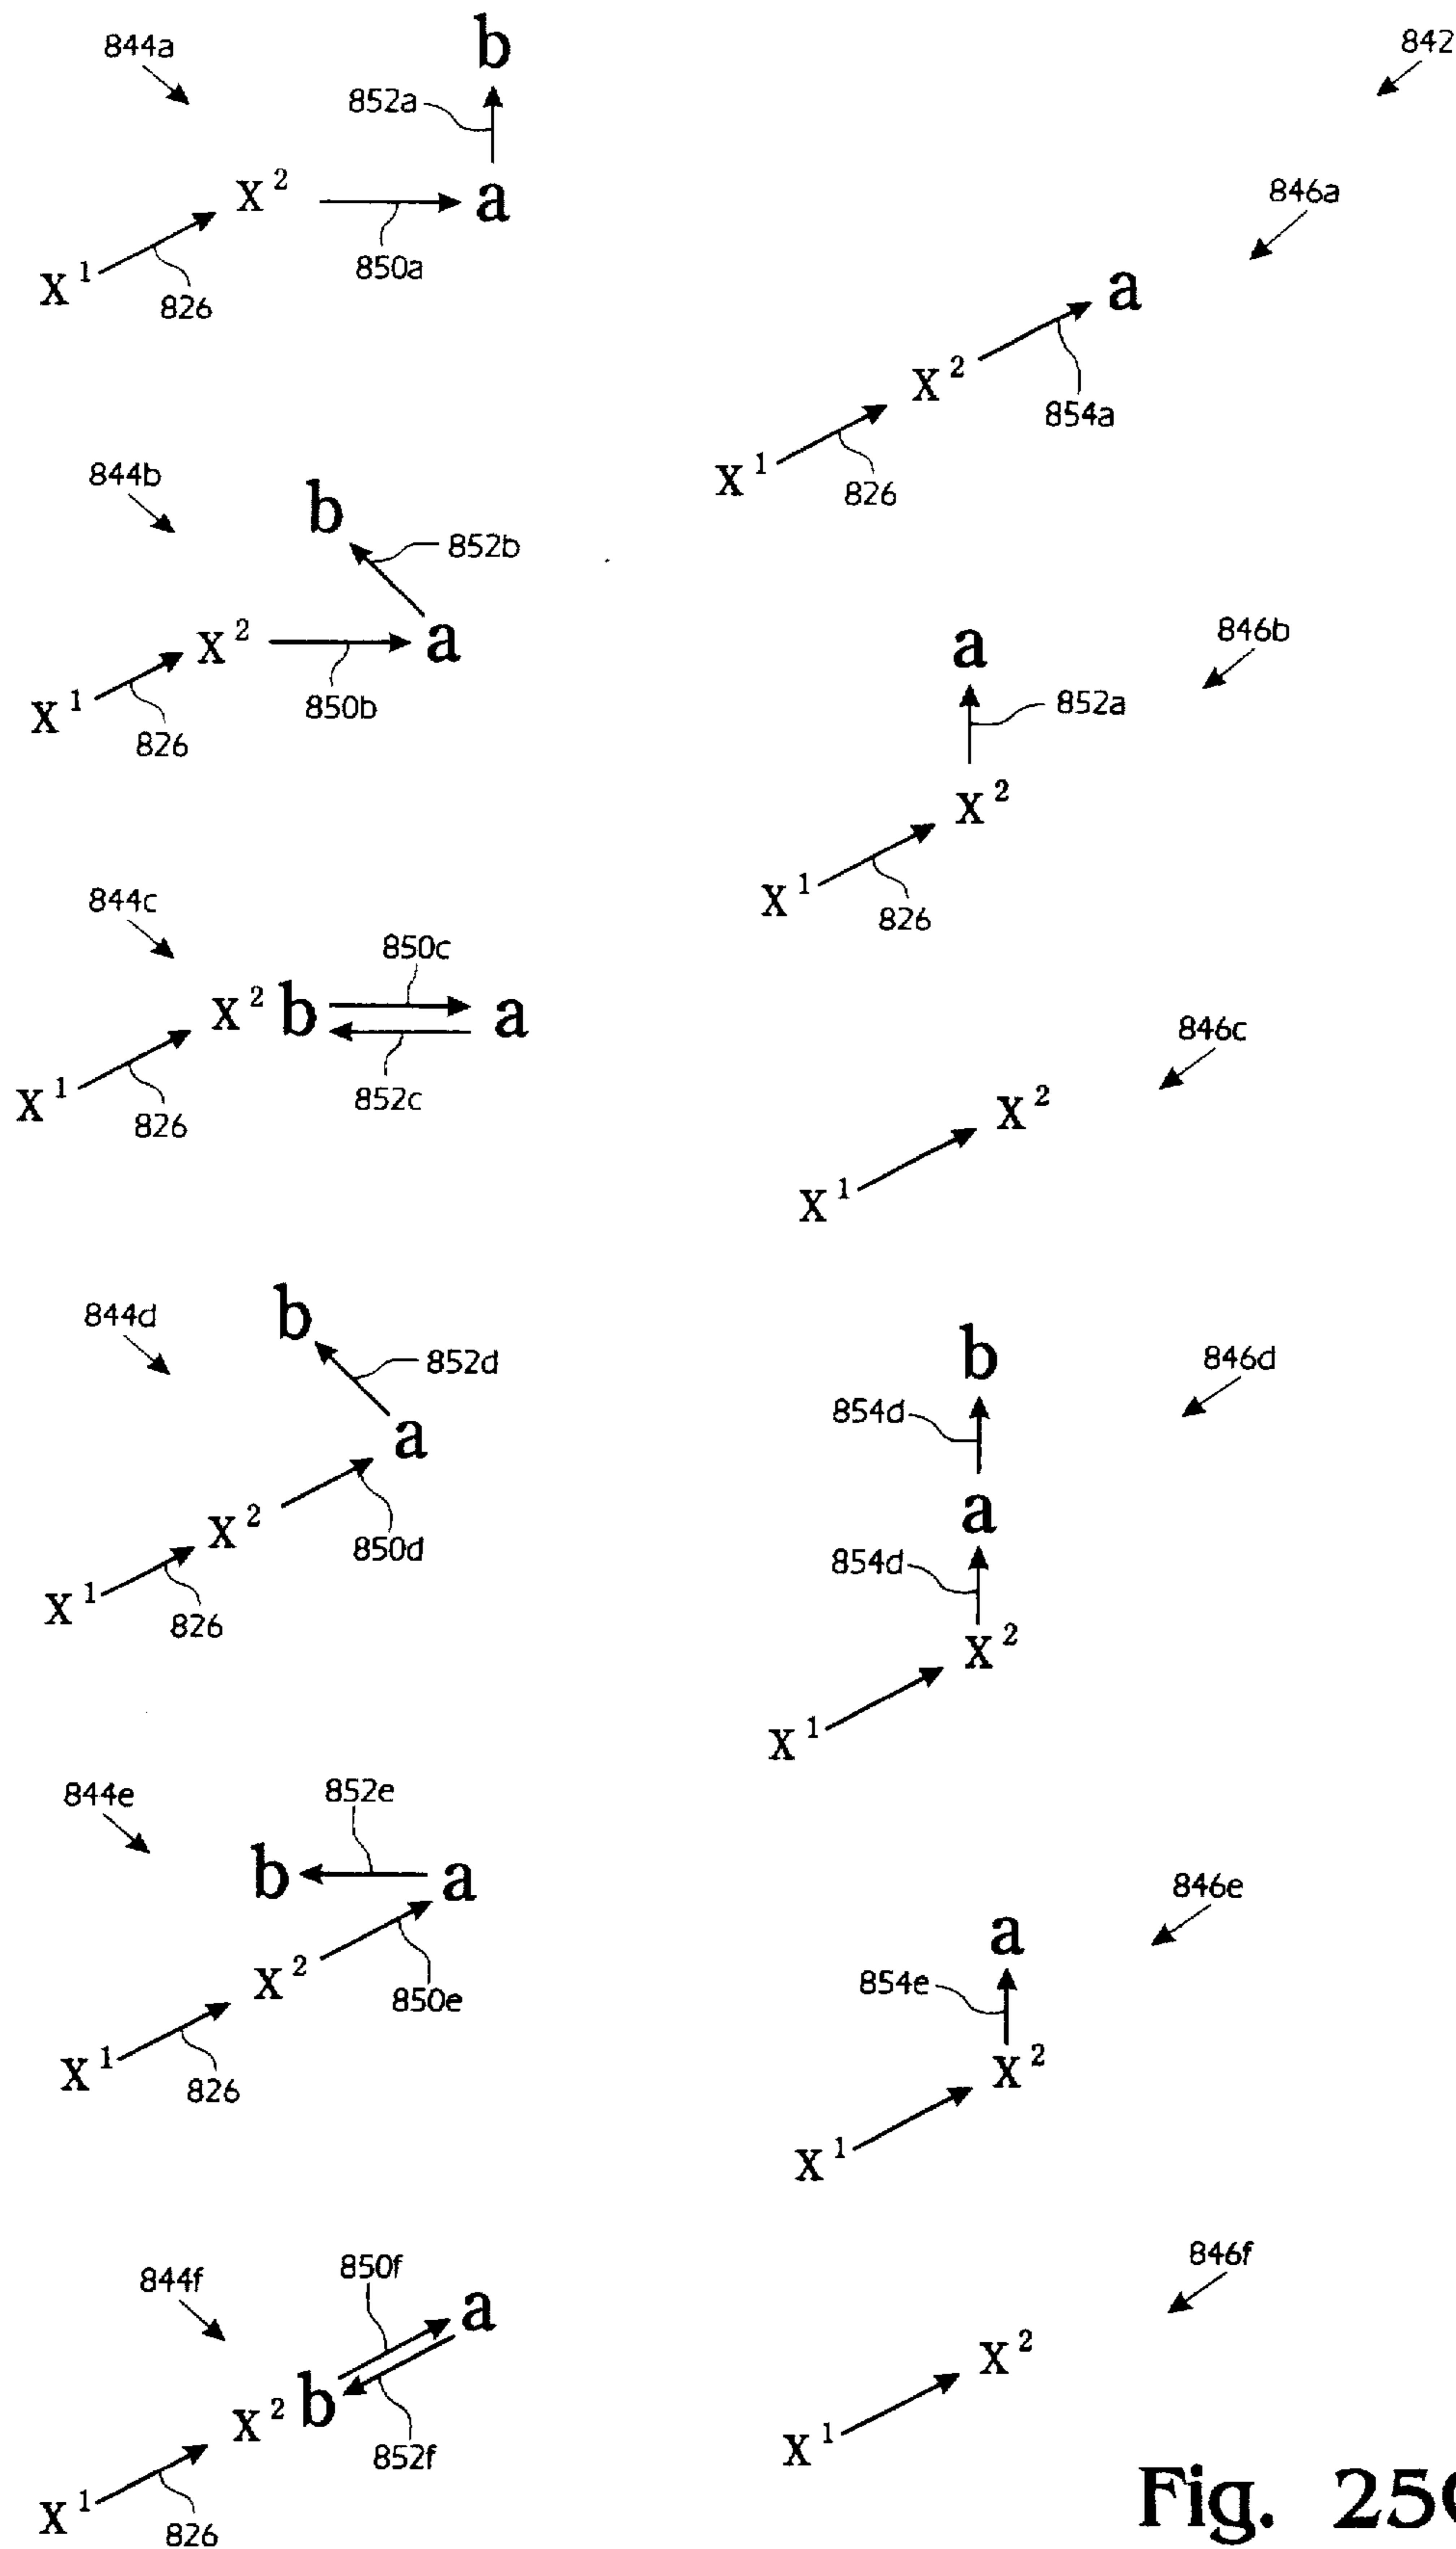 844a
b
852a
x 2
a
850a
x 1
826
842
846a
a
x 2
854a
x 1
826
844b
b
852b
x 2
a
850b
x 1
826
846b
a
852a
x 2
x 1
826
844c
850c
x 2 b
a
852c
x 1
826
846c
x 2
x 1
844d
b
852d
a
x 2
850d
x 1
826
846d
b
854d
a
854d
x 2
x 1
844e
852e
b
a
x 2
850e
x 1
826
846e
a
854e
x 2
x 1
844f
850f
a
x 2 b
852f
x 1
826
846f
x 2
x 1
Fig. 25